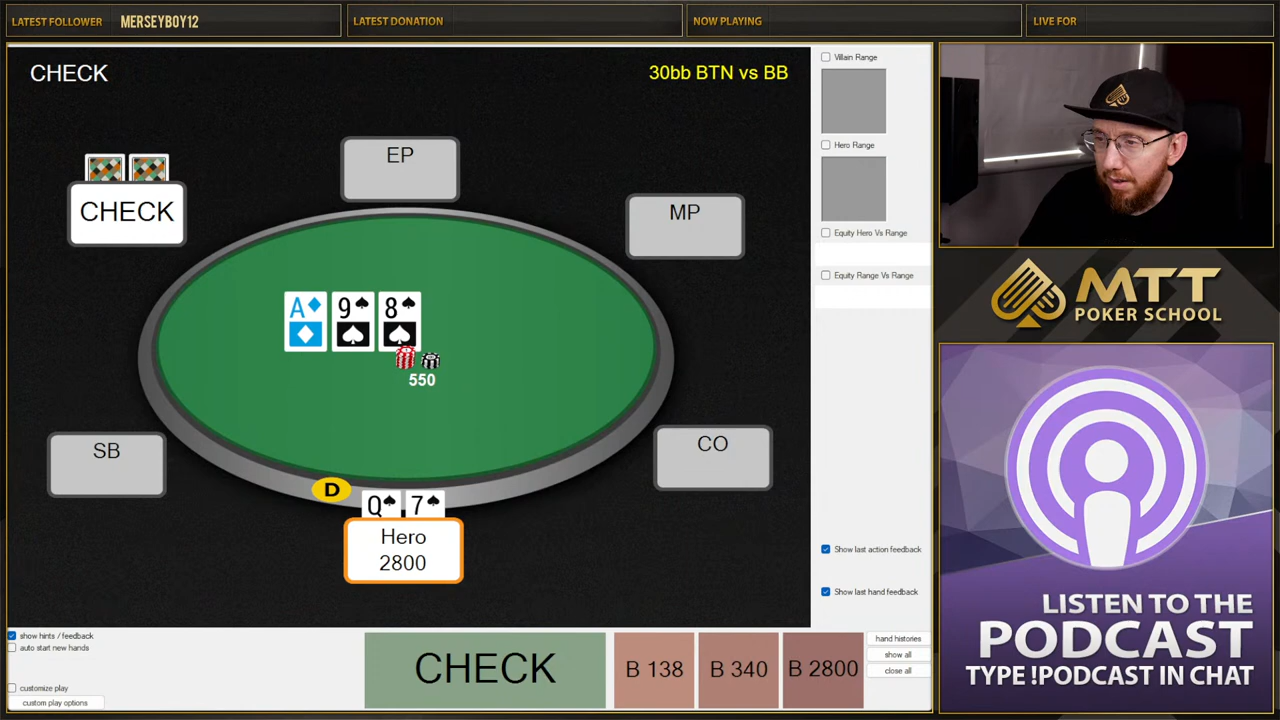 LATEST FOLLOWER MERSEYBOY12
LATEST DONATION
NOW PLAYING
LIVE FOR
CHECK
30bb BTN vs BB
Villain Range
EP
CHECK
MP
Hero Range
Equity Hero Vs Range
Equity Range Vs Range
A 9 8
550
MTT
POKER SCHOOL
SB
CO
D
Q 7
Hero
2800
Show last action feedback
Show last hand feedback
show hints / feedback
auto start new hands
customize play
custom play options
CHECK
B 138
B 340
B 2800
hand histories
show all
close all
LISTEN TO THE
PODCAST
TYPE !PODCAST IN CHAT